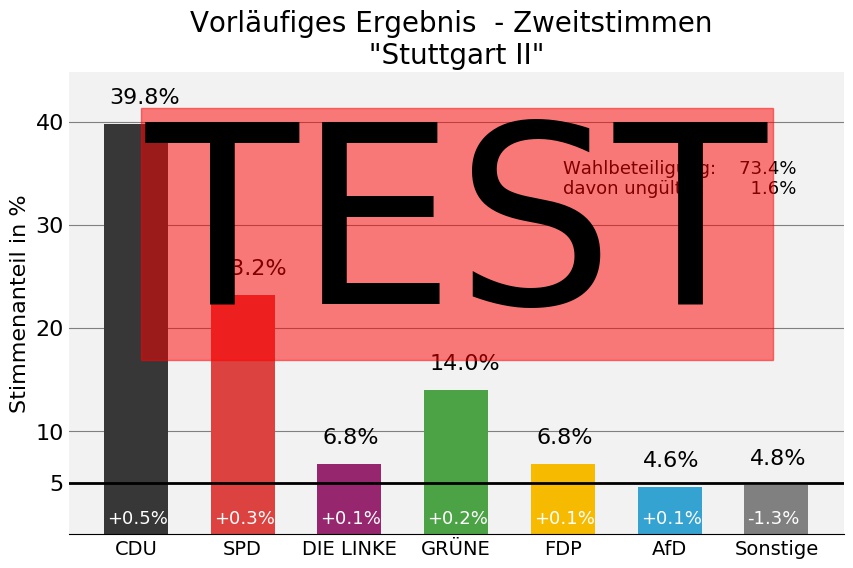 Vorläufiges Ergebnis - Zweitstimmen
"Stuttgart II"
Stimmenanteil in %
40
30
20
10
5
39.8%
TEST
Wahlbeteiligung: 73.4%
davon 1.6%
14.0%
6.8%
6.8%
4.6%
4.8%
+0.5%
+0.3%
+0.1%
+0.2%
+0.1%
+0.1%
-1.3%
CDU
SPD
DIE LINKE
GRÜNE
FDP
AfD
Sonstige